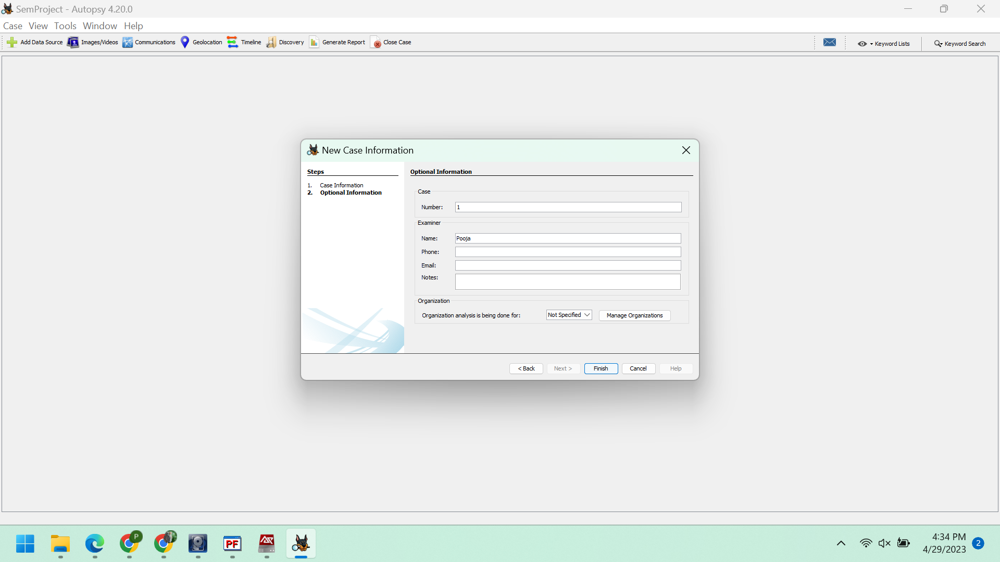 SemProject - Autopsy 4.20.0
Case View Tools Window Help
Add Data Source Images/Videos Communications Geolocation Timeline Discovery Generate Report Close Case Keyword Lists Keyword Search
New Case Information
Steps
1. Case Information
2. Optional Information
Optional Information
Case
Number: 1
Examiner
Name: Pooja
Phone:
Email:
Notes:
Organization
Organization analysis is being done for: Not Specified Manage Organizations
< Back Next > Finish Cancel Help
P
PF
4:34 PM
4/29/2023
2